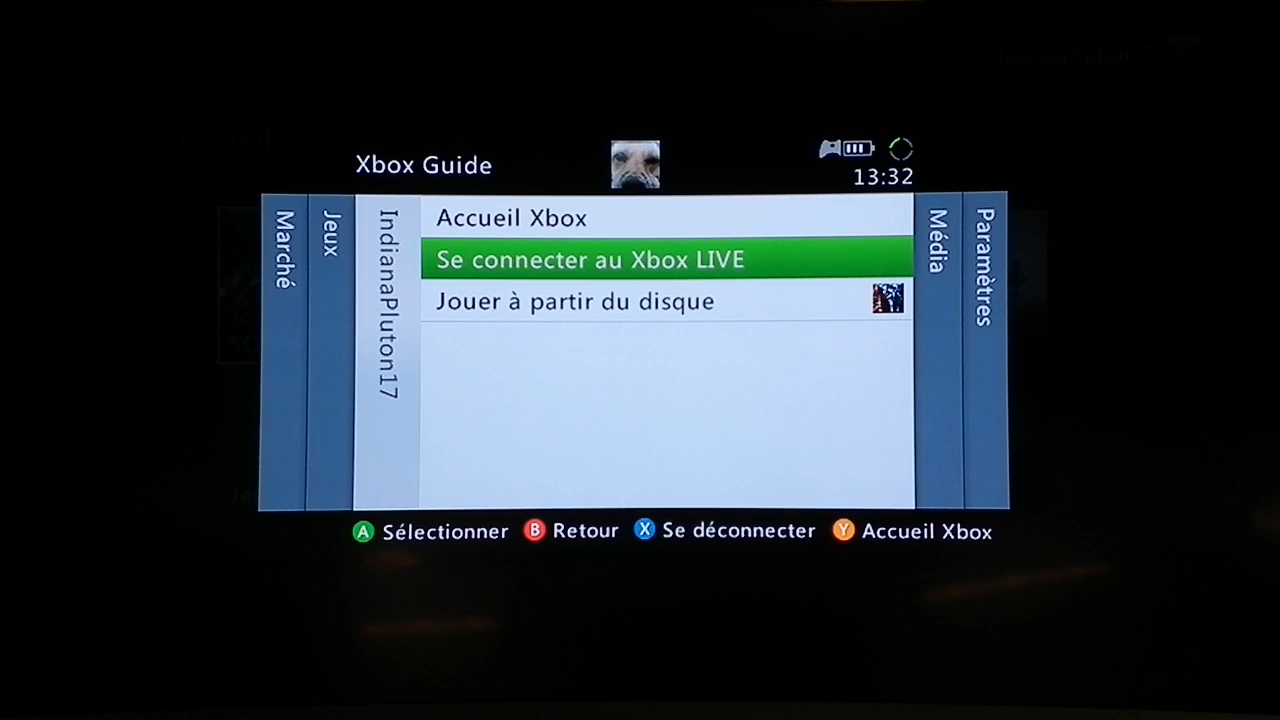 Xbox Guide
13:32
Marché
Jeux
IndianaPluton17
Accueil Xbox
Se connecter au Xbox LIVE
Jouer à partir du disque
Média
Paramètres
A Sélectionner B Retour X Se déconnecter Y Accueil Xbox